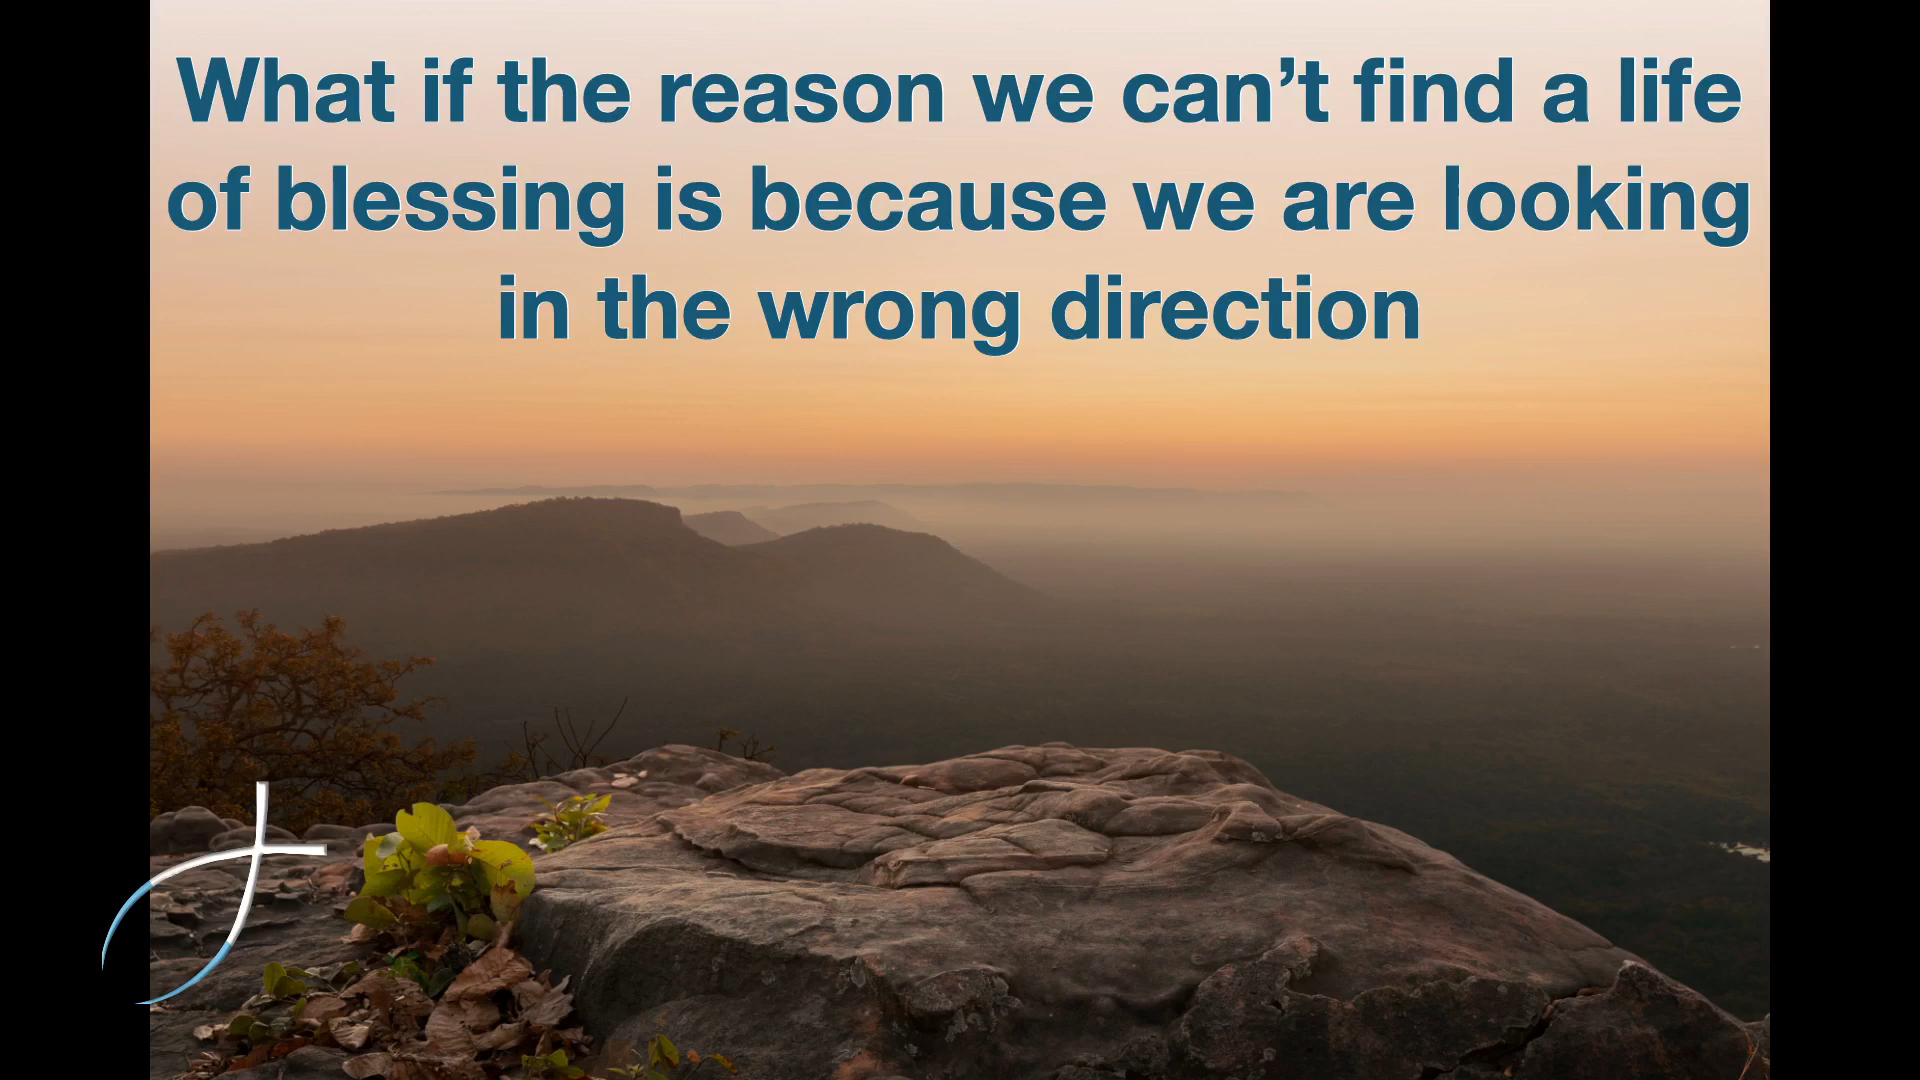 What if the reason we can’t find a life
of blessing is because we are looking
in the wrong direction